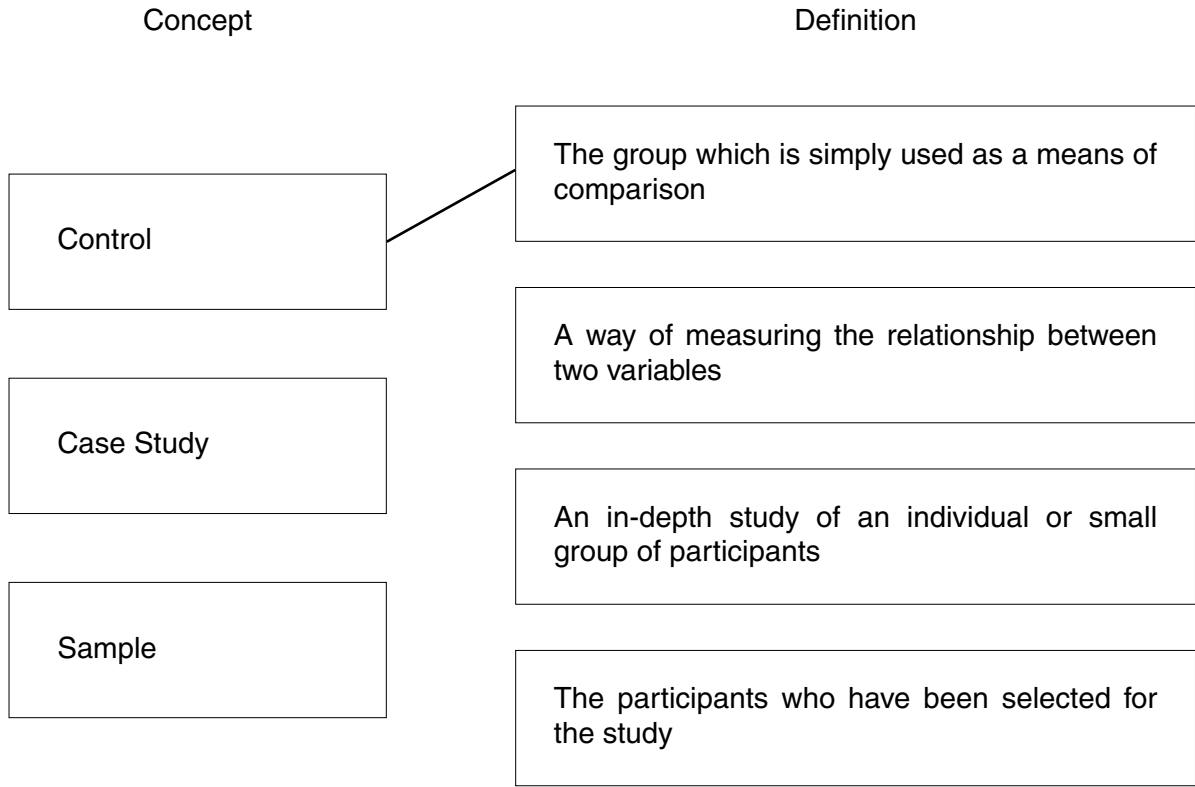 Concept
Definition
Control
The group which is simply used as a means of
comparison
A way of measuring the relationship between
two variables
Case Study
An in-depth study of an individual or small
group of participants
Sample
The participants who have been selected for
the study